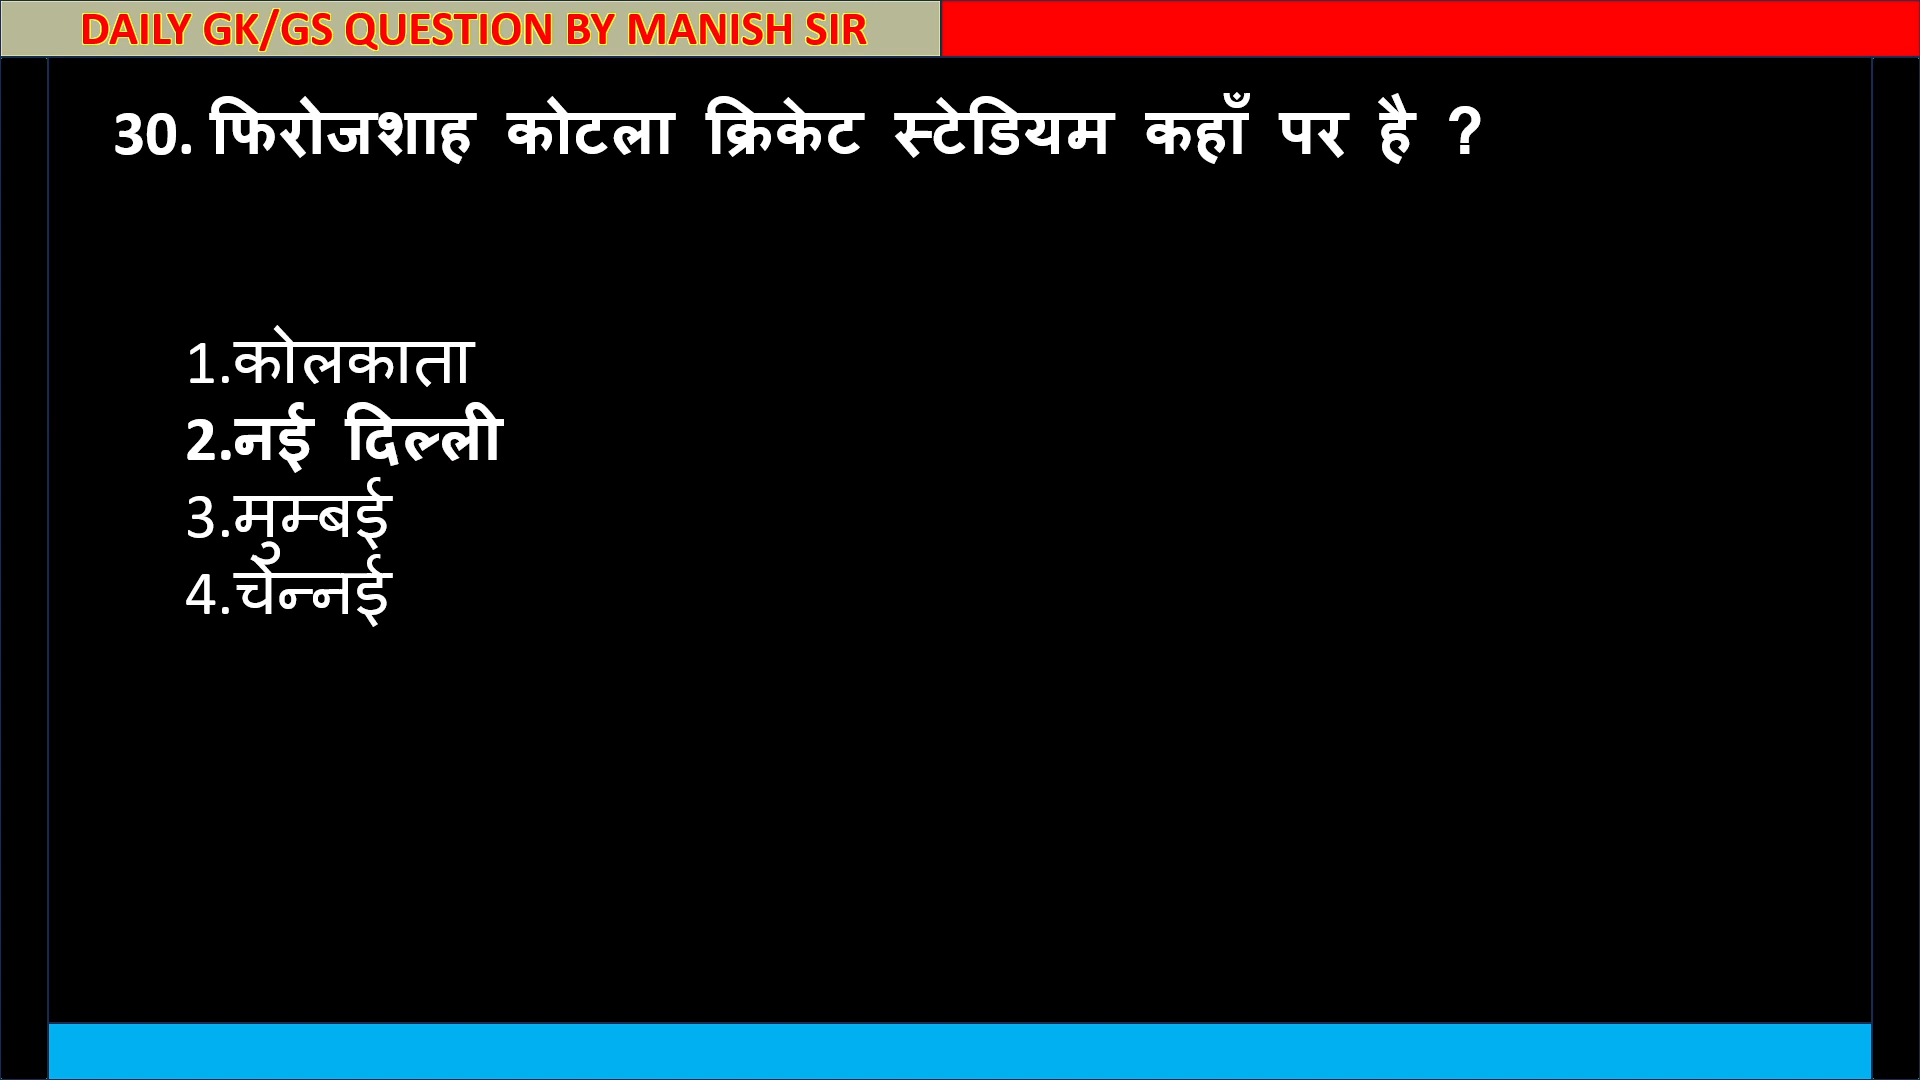 DAILY GK/GS QUESTION BY MANISH SIR
30. फिरोजशाह कोटला क्रिकेट स्टेडियम कहाँ पर है ?
1.कोलकाता
2.नई दिल्ली
3.मुम्बई
4.चेन्नई